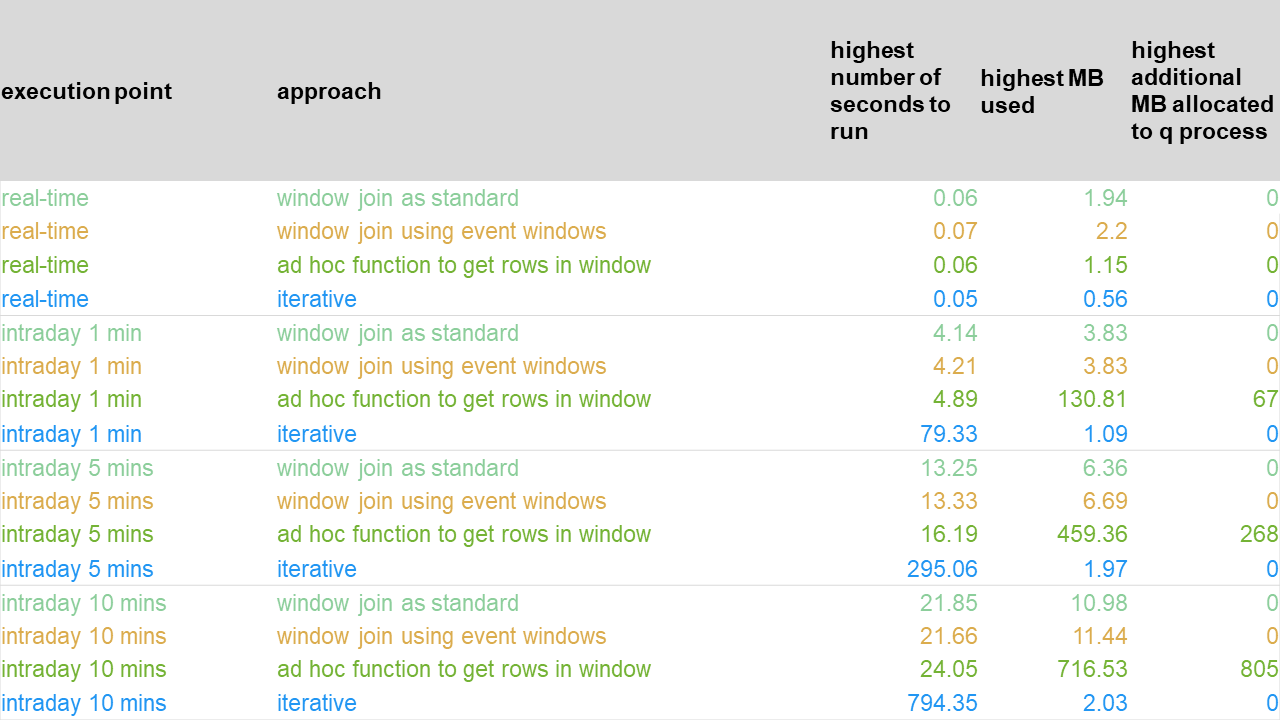 execution point approach highest number of seconds to run highest MB used highest additional MB allocated to q process
real-time window join as standard 0.06 1.94 0
real-time window join using event windows 0.07 2.2 0
real-time ad hoc function to get rows in window 0.06 1.15 0
real-time iterative 0.05 0.56 0
intraday 1 min window join as standard 4.14 3.83 0
intraday 1 min window join using event windows 4.21 3.83 0
intraday 1 min ad hoc function to get rows in window 4.89 130.81 67
intraday 1 min iterative 79.33 1.09 0
intraday 5 mins window join as standard 13.25 6.36 0
intraday 5 mins window join using event windows 13.33 6.69 0
intraday 5 mins ad hoc function to get rows in window 16.19 459.36 268
intraday 5 mins iterative 295.06 1.97 0
intraday 10 mins window join as standard 21.85 10.98 0
intraday 10 mins window join using event windows 21.66 11.44 0
intraday 10 mins ad hoc function to get rows in window 24.05 716.53 805
intraday 10 mins iterative 794.35 2.03 0